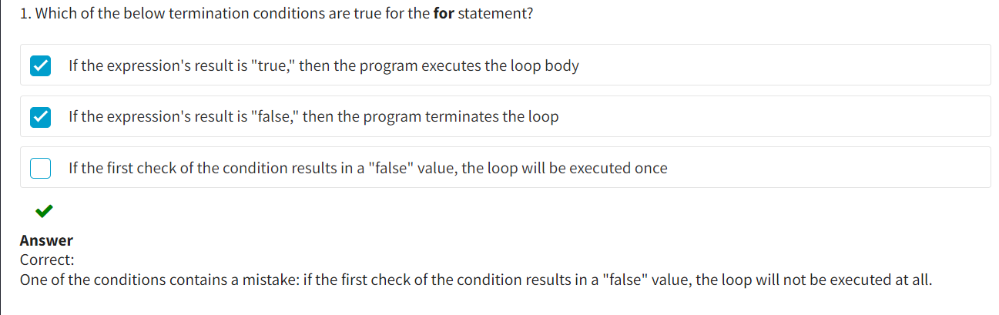 1. Which of the below termination conditions are true for the for statement?
If the expression's result is "true," then the program executes the loop body
If the expression's result is "false," then the program terminates the loop
If the first check of the condition results in a "false" value, the loop will be executed once
Answer
Correct:
One of the conditions contains a mistake: if the first check of the condition results in a "false" value, the loop will not be executed at all.